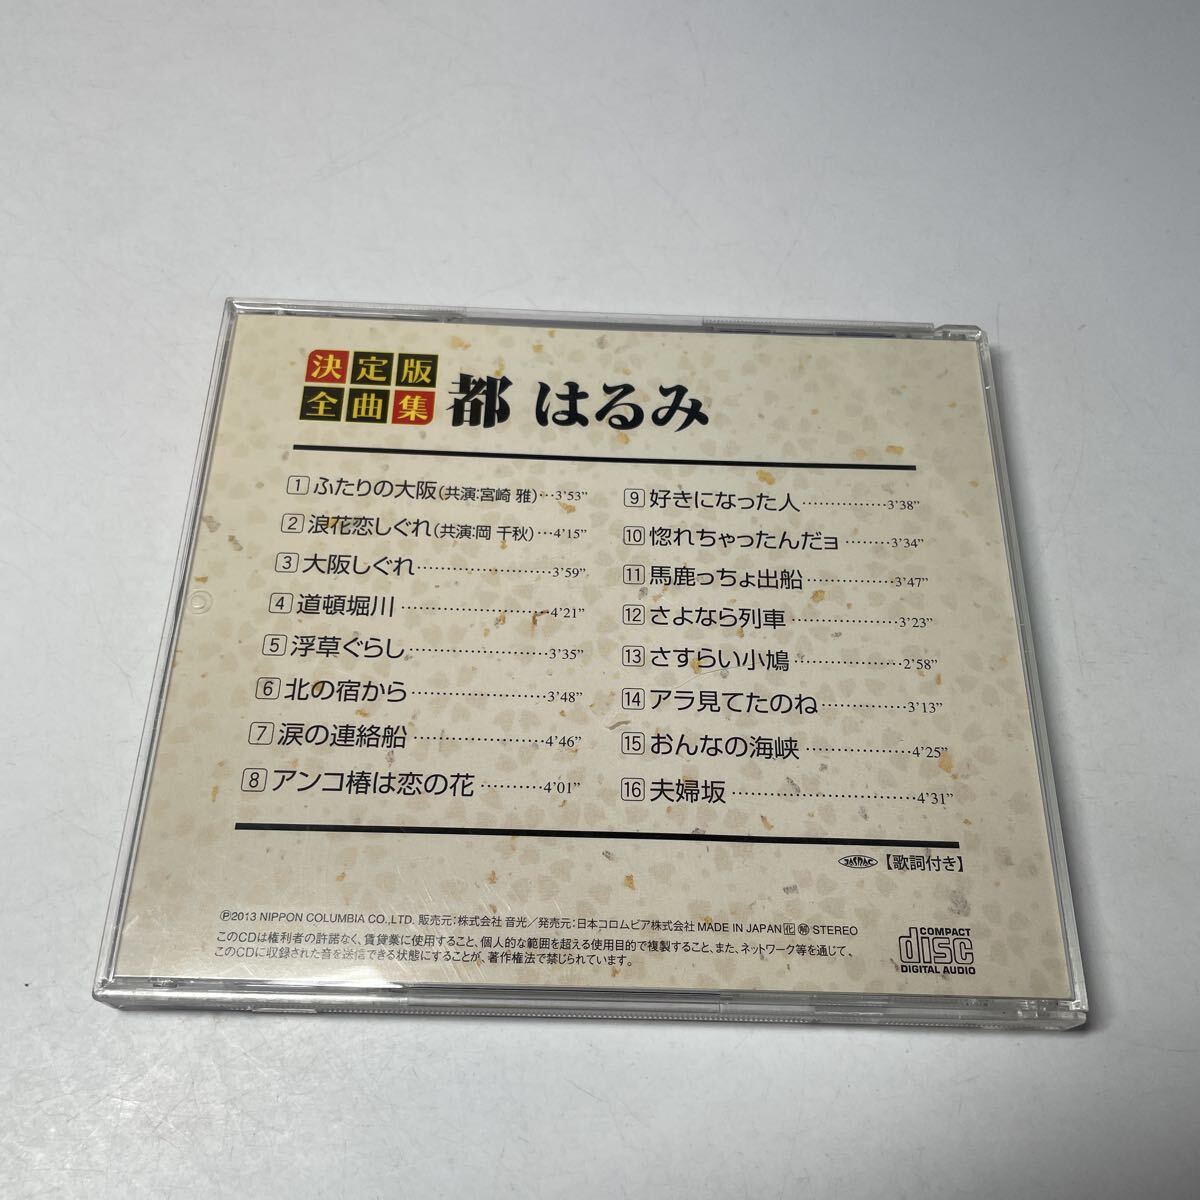 決定版
全曲集
都 はるみ
1 ふたりの大阪(共演:宮崎 雅)…3'53"
2 浪花恋しぐれ(共演:岡 千秋)…4'15"
3 大阪しぐれ……………………3'59"
4 道頓堀川………………………4'21"
5 浮草ぐらし……………………3'35"
6 北の宿から……………………3'48"
7 涙の連絡船……………………4'46"
8 アンコ椿は恋の花…………4'01"
9 好きになった人……………3'38"
10 惚れちゃったんだョ………3'34"
11 馬鹿っちょ出船……………3'47"
12 さよなら列車………………3'23"
13 さすらい小鳩………………2'58"
14 アラ見てたのね……………3'13"
15 おんなの海峡………………4'25"
16 夫婦坂………………………4'31"
JASRAC 【歌詞付き】
Ⓟ2013 NIPPON COLUMBIA CO.,LTD. 販売元:株式会社 音光／発売元:日本コロムビア株式会社 MADE IN JAPAN STEREO
このCDは権利者の許諾なく、賃貸業に使用すること、個人的な範囲を超える使用目的で複製すること、また、ネットワーク等を通じて、
このCDに収録された音を送信できる状態にすることが、著作権法で禁じられています。
COMPACT
disc
DIGITAL AUDIO